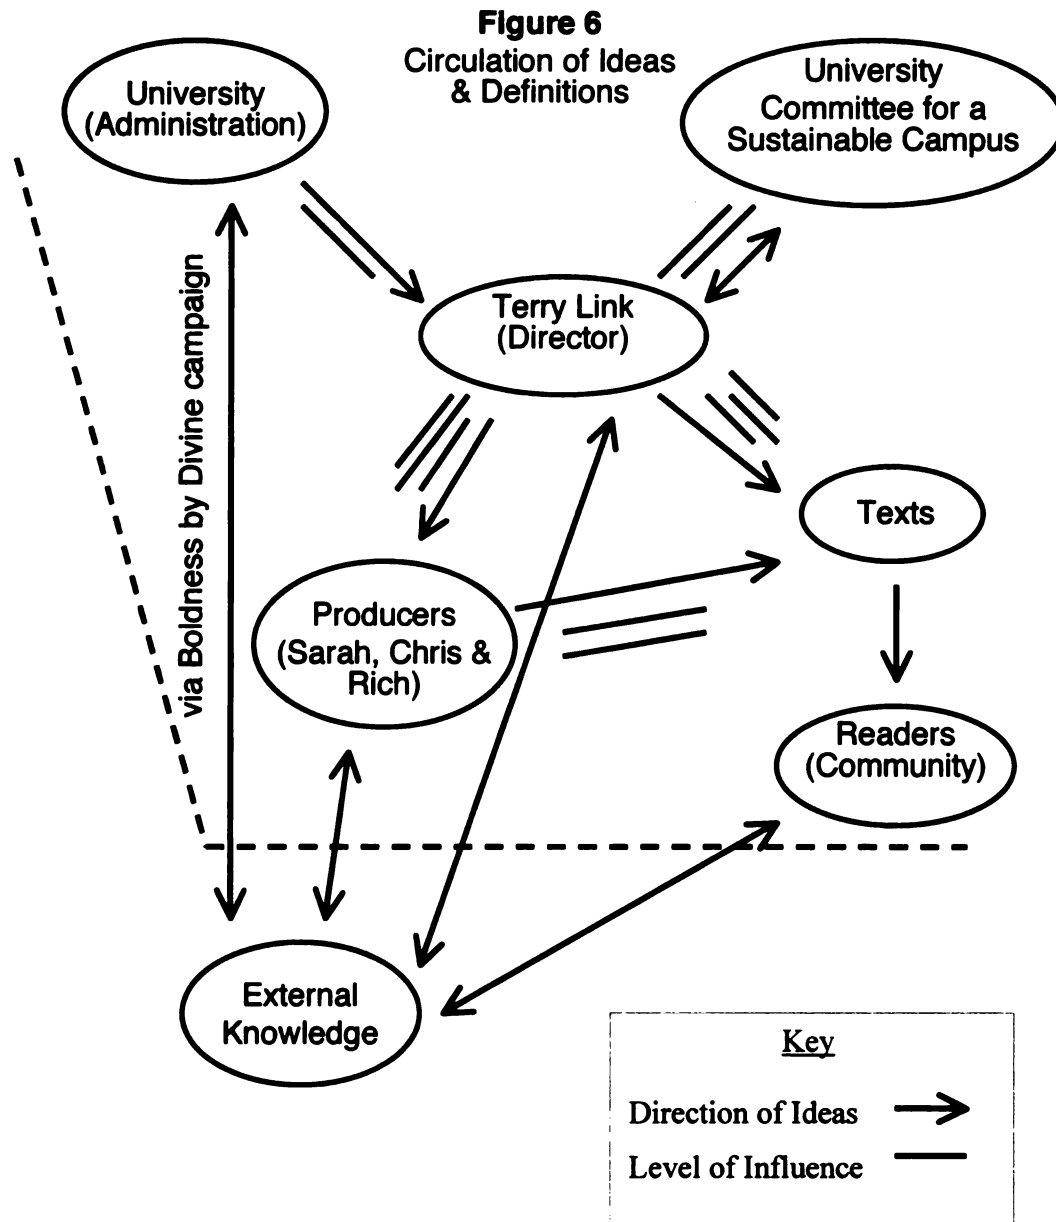 Figure 6
Circulation of Ideas
& Definitions
University
(Administration)
University
Committee for a
Sustainable Campus
via Boldness by Divine campaign
Terry Link
(Director)
Texts
Producers
(Sarah, Chris &
Rich)
Readers
(Community)
External
Knowledge
Key
Direction of Ideas
Level of Influence